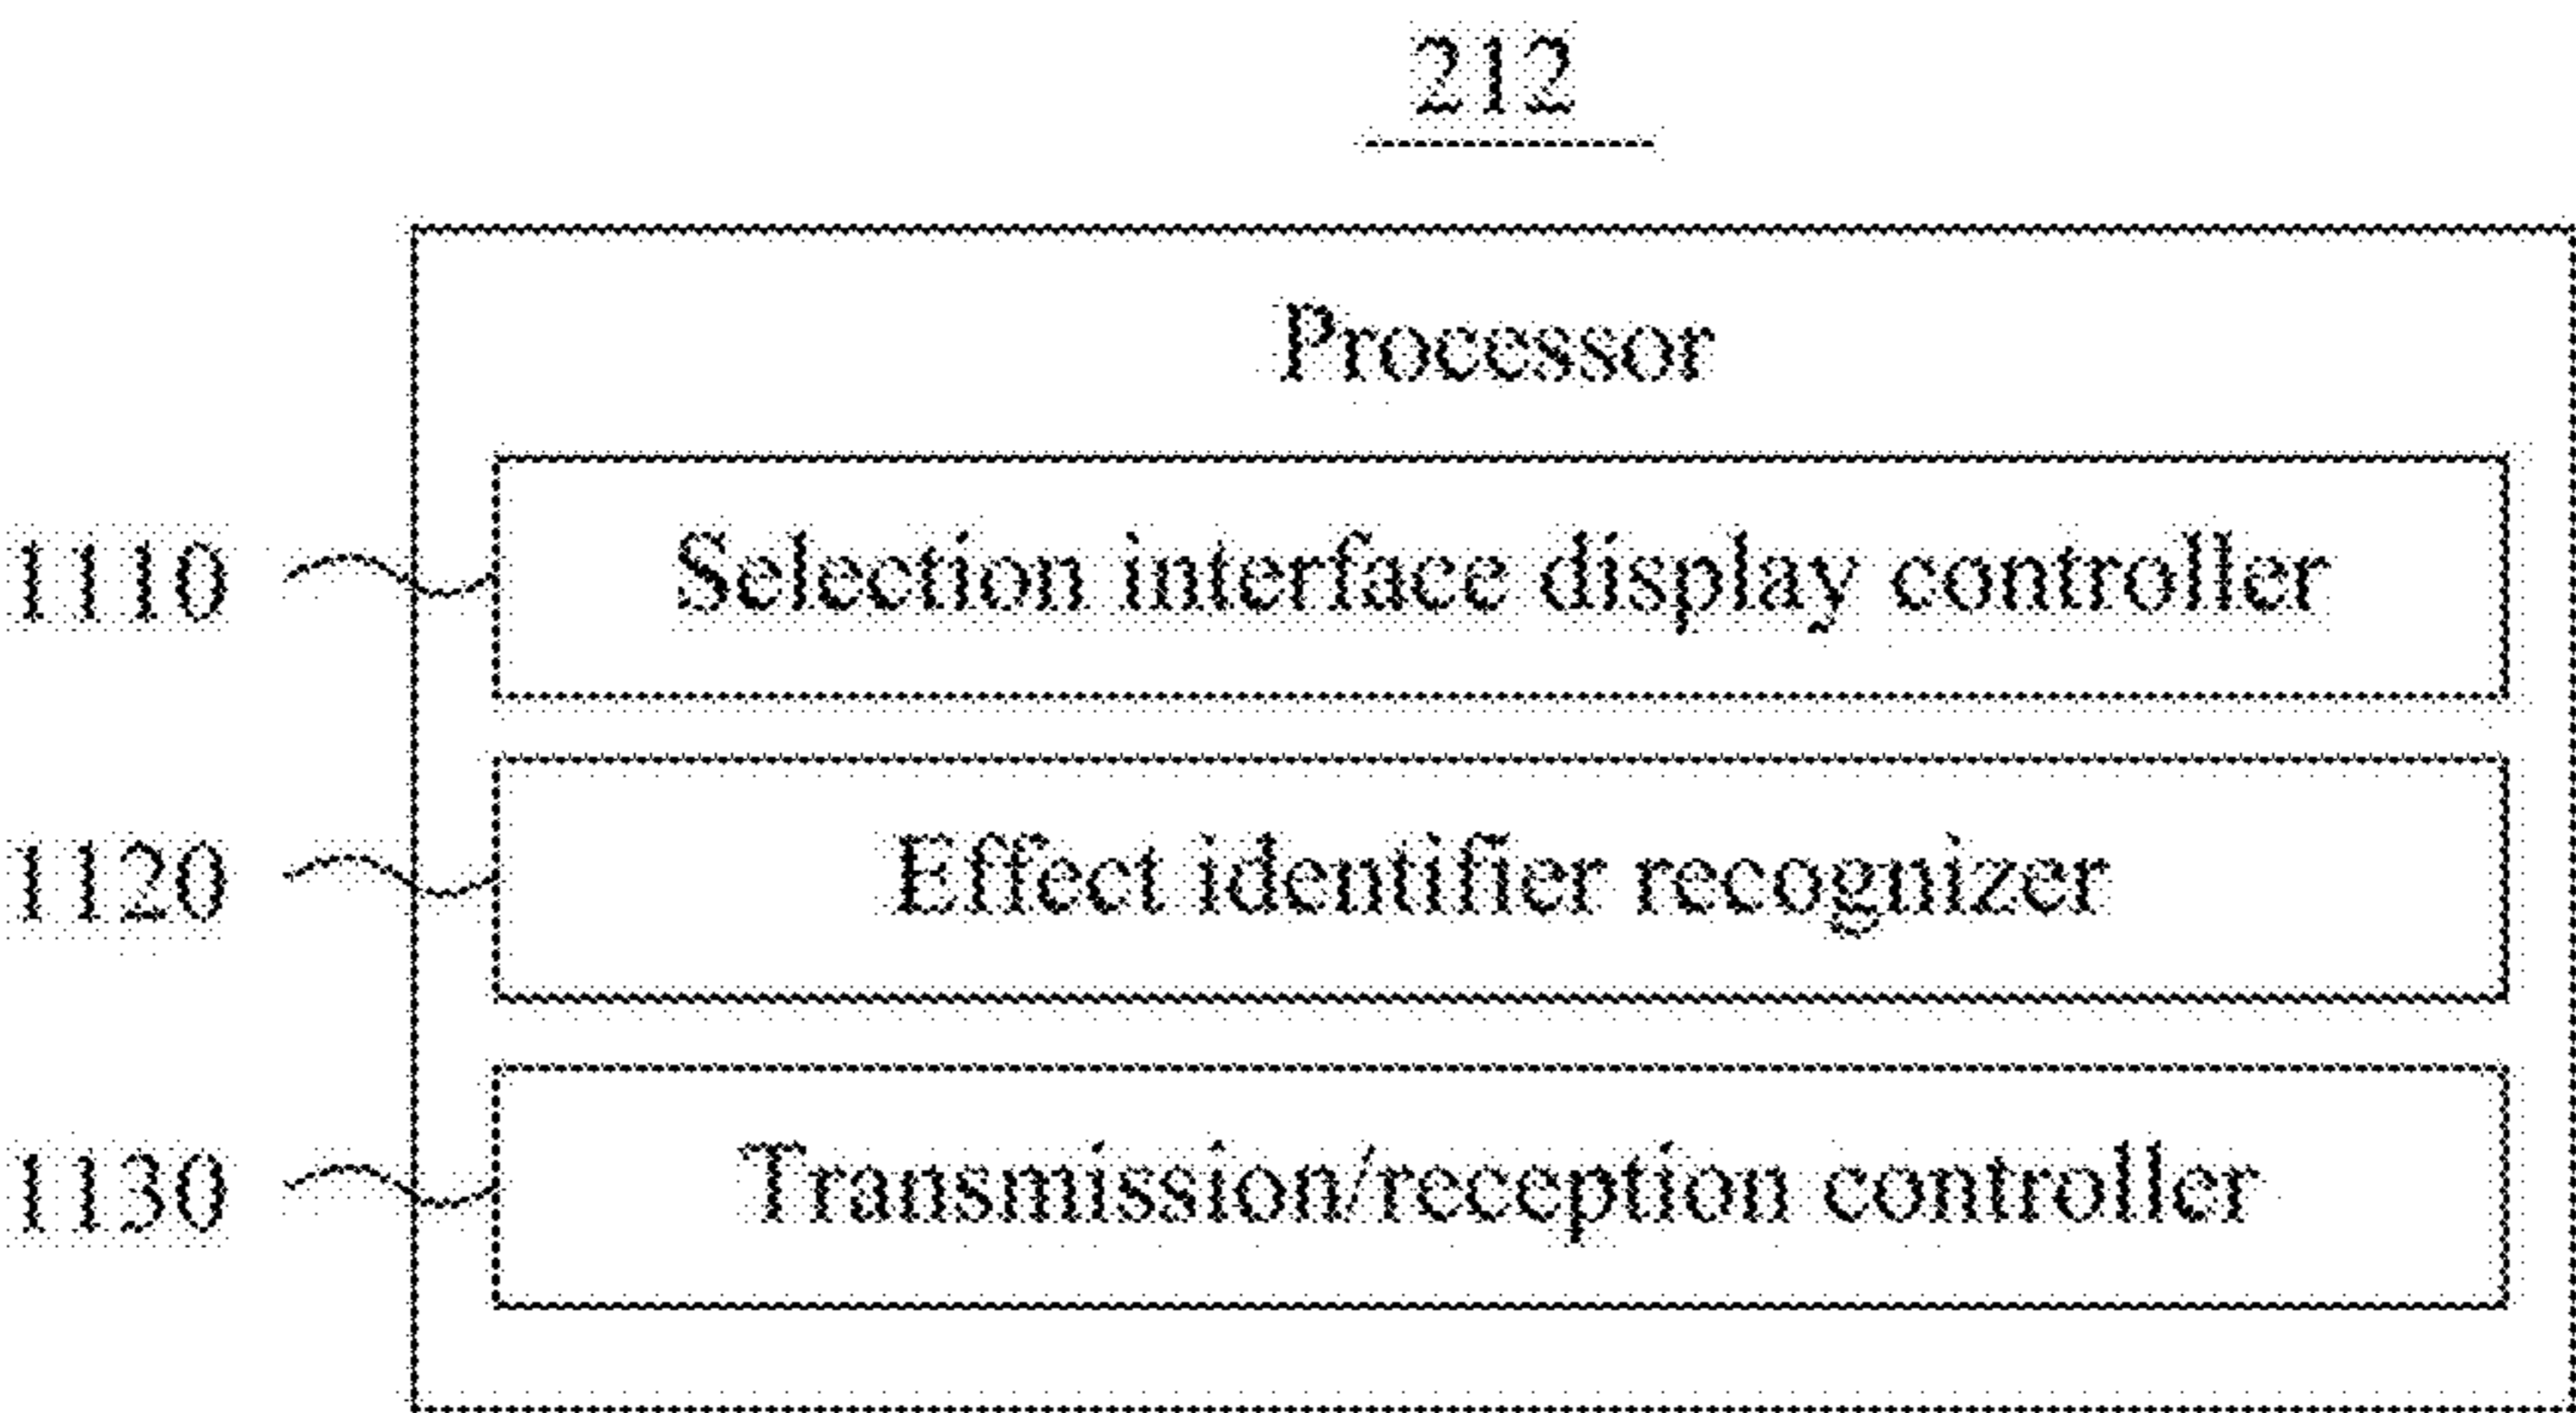 212
Processor
1110 Selection interface display controller
1120 Effect identifier recognizer
1130 Transmission/reception controller